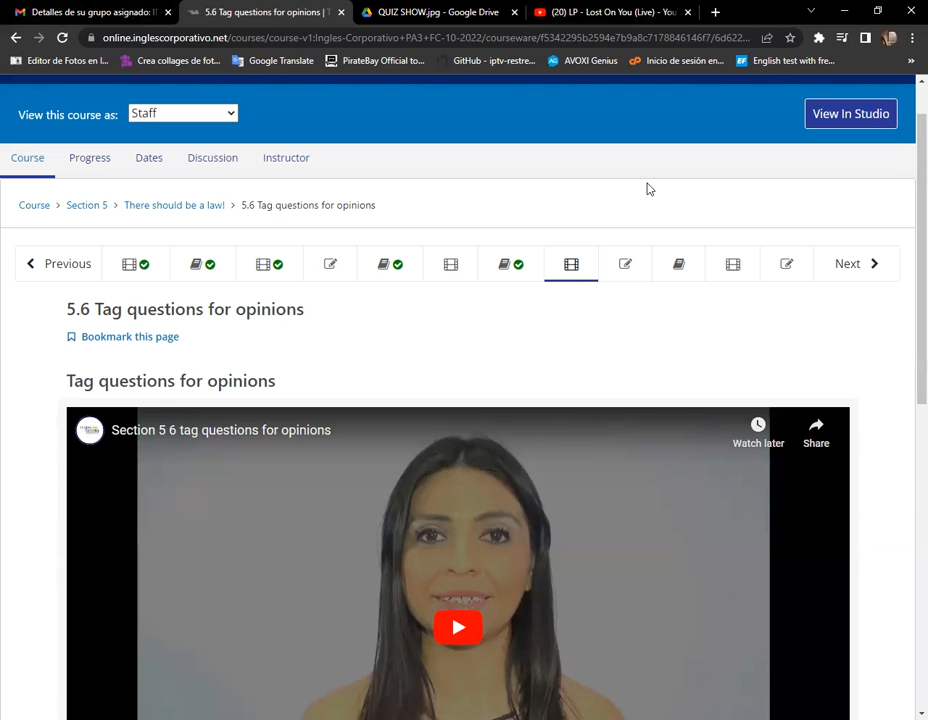 Detalles de su grupo asignado: I
5.6 Tag questions for opinions | T
QUIZ SHOW.jpg - Google Drive
(20) LP - Lost On You (Live) - You
online.inglescorporativo.net/courses/course-v1:Ingles-Corporativo+PA3+FC-10-2022/courseware/f5342295b2594e7b9a8c7178846146f7/6d622...
Editor de Fotos en l...
Crea collages de fot...
Google Translate
PirateBay Official to...
GitHub - iptv-restre...
AVOXI Genius
Inicio de sesión en...
English test with fre...
View this course as:
Staff
View In Studio
Course
Progress
Dates
Discussion
Instructor
Course > Section 5 > There should be a law! > 5.6 Tag questions for opinions
Previous
Next
5.6 Tag questions for opinions
Bookmark this page
Tag questions for opinions
Section 5 6 tag questions for opinions
Watch later
Share